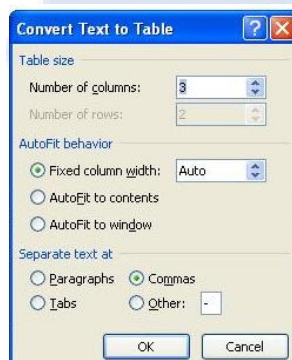 Convert Text to Table
Table size
Number of columns: 3
Number of rows: 2
AutoFit behavior
Fixed column width: Auto
AutoFit to contents
AutoFit to window
Separate text at
Paragraphs Commas
Tabs Other: -
OK Cancel